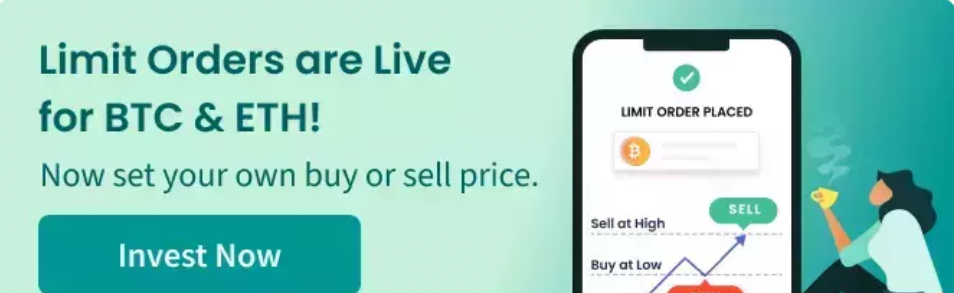 Limit Orders are Live
for BTC & ETH!
Now set your own buy or sell price.
Invest Now
LIMIT ORDER PLACED
SELL
Sell at High
Buy at Low